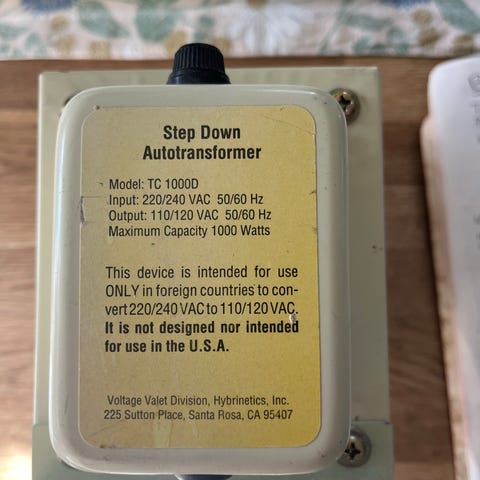 Step Down
Autotransformer
Model: TC 1000D
Input: 220/240 VAC 50/60 Hz
Output: 110/120 VAC 50/60 Hz
Maximum Capacity 1000 Watts
This device is intended for use
ONLY in foreign countries to con-
vert 220/240 VAC to 110/120 VAC.
It is not designed nor intended
for use in the U.S.A.
Voltage Valet Division, Hybrinetics, Inc.
225 Sutton Place, Santa Rosa, CA 95407